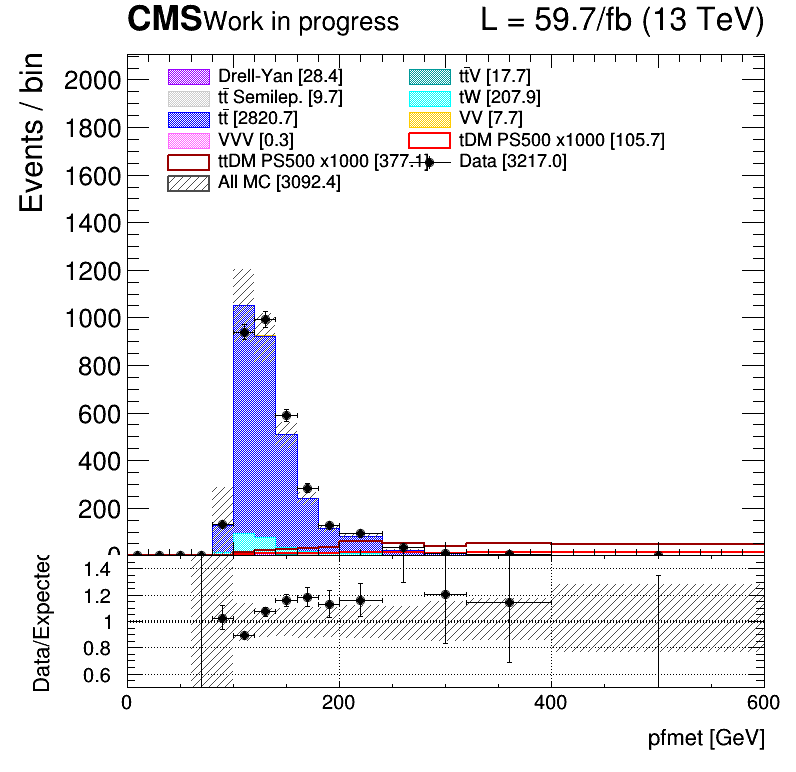 CMS Work in progress L = 59.7/fb (13 TeV)
Events / bin
2000
1800
1600
1400
1200
1000
800
600
400
200
0
Drell-Yan [28.4] tt̄V [17.7]
tt̄ Semilep. [9.7] tW [207.9]
tt̄ [2820.7] VV [7.7]
VVV [0.3] tDM PS500 x1000 [105.7]
ttDM PS500 x1000 [377.1] Data [3217.0]
All MC [3092.4]
Data/Expected
1.4
1.2
1
0.8
0.6
0 200 400 600
pfmet [GeV]